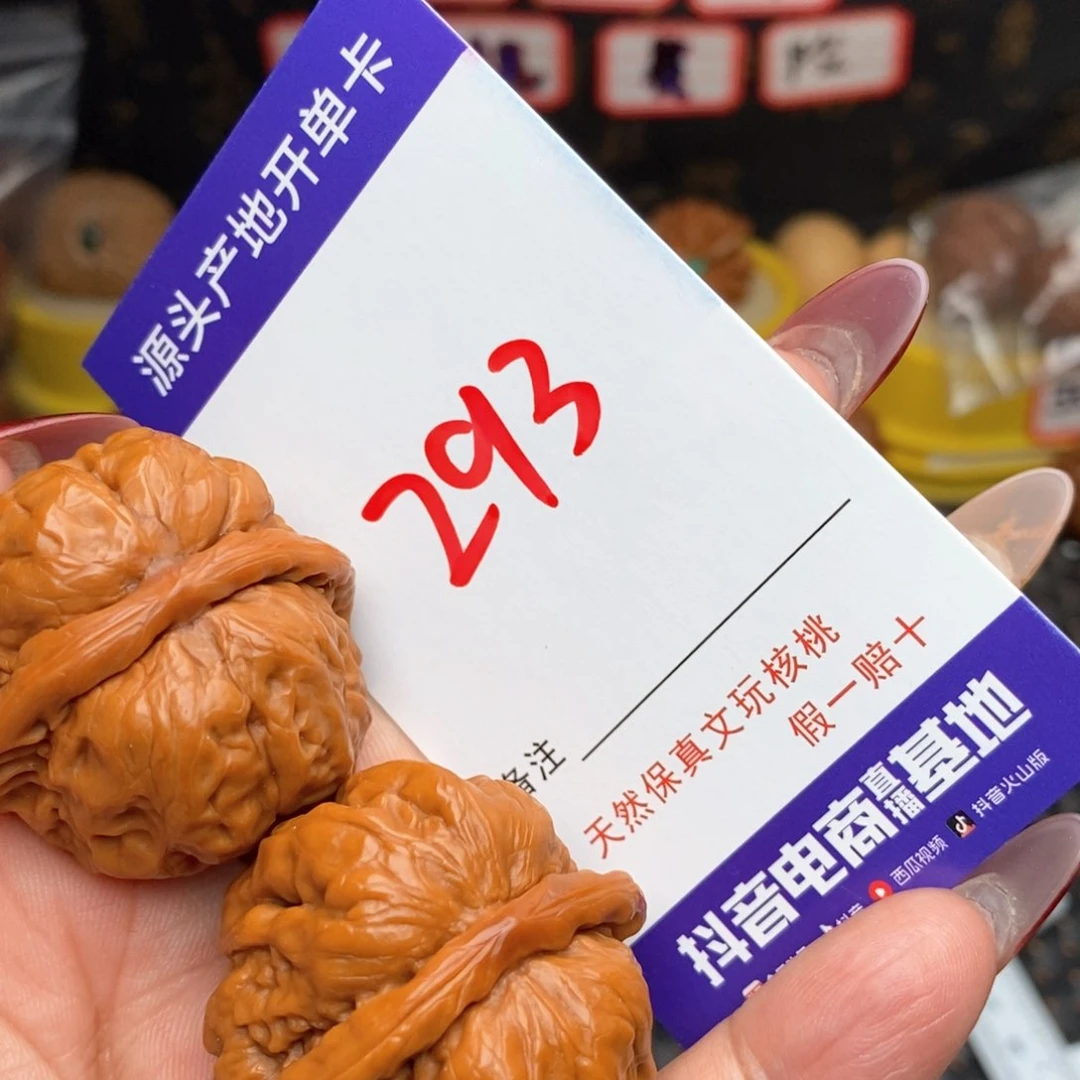 源头产地开单卡
293
备注
天然保真文玩核桃
假一赔十
抖音电商直播基地
西瓜视频 抖音火山版